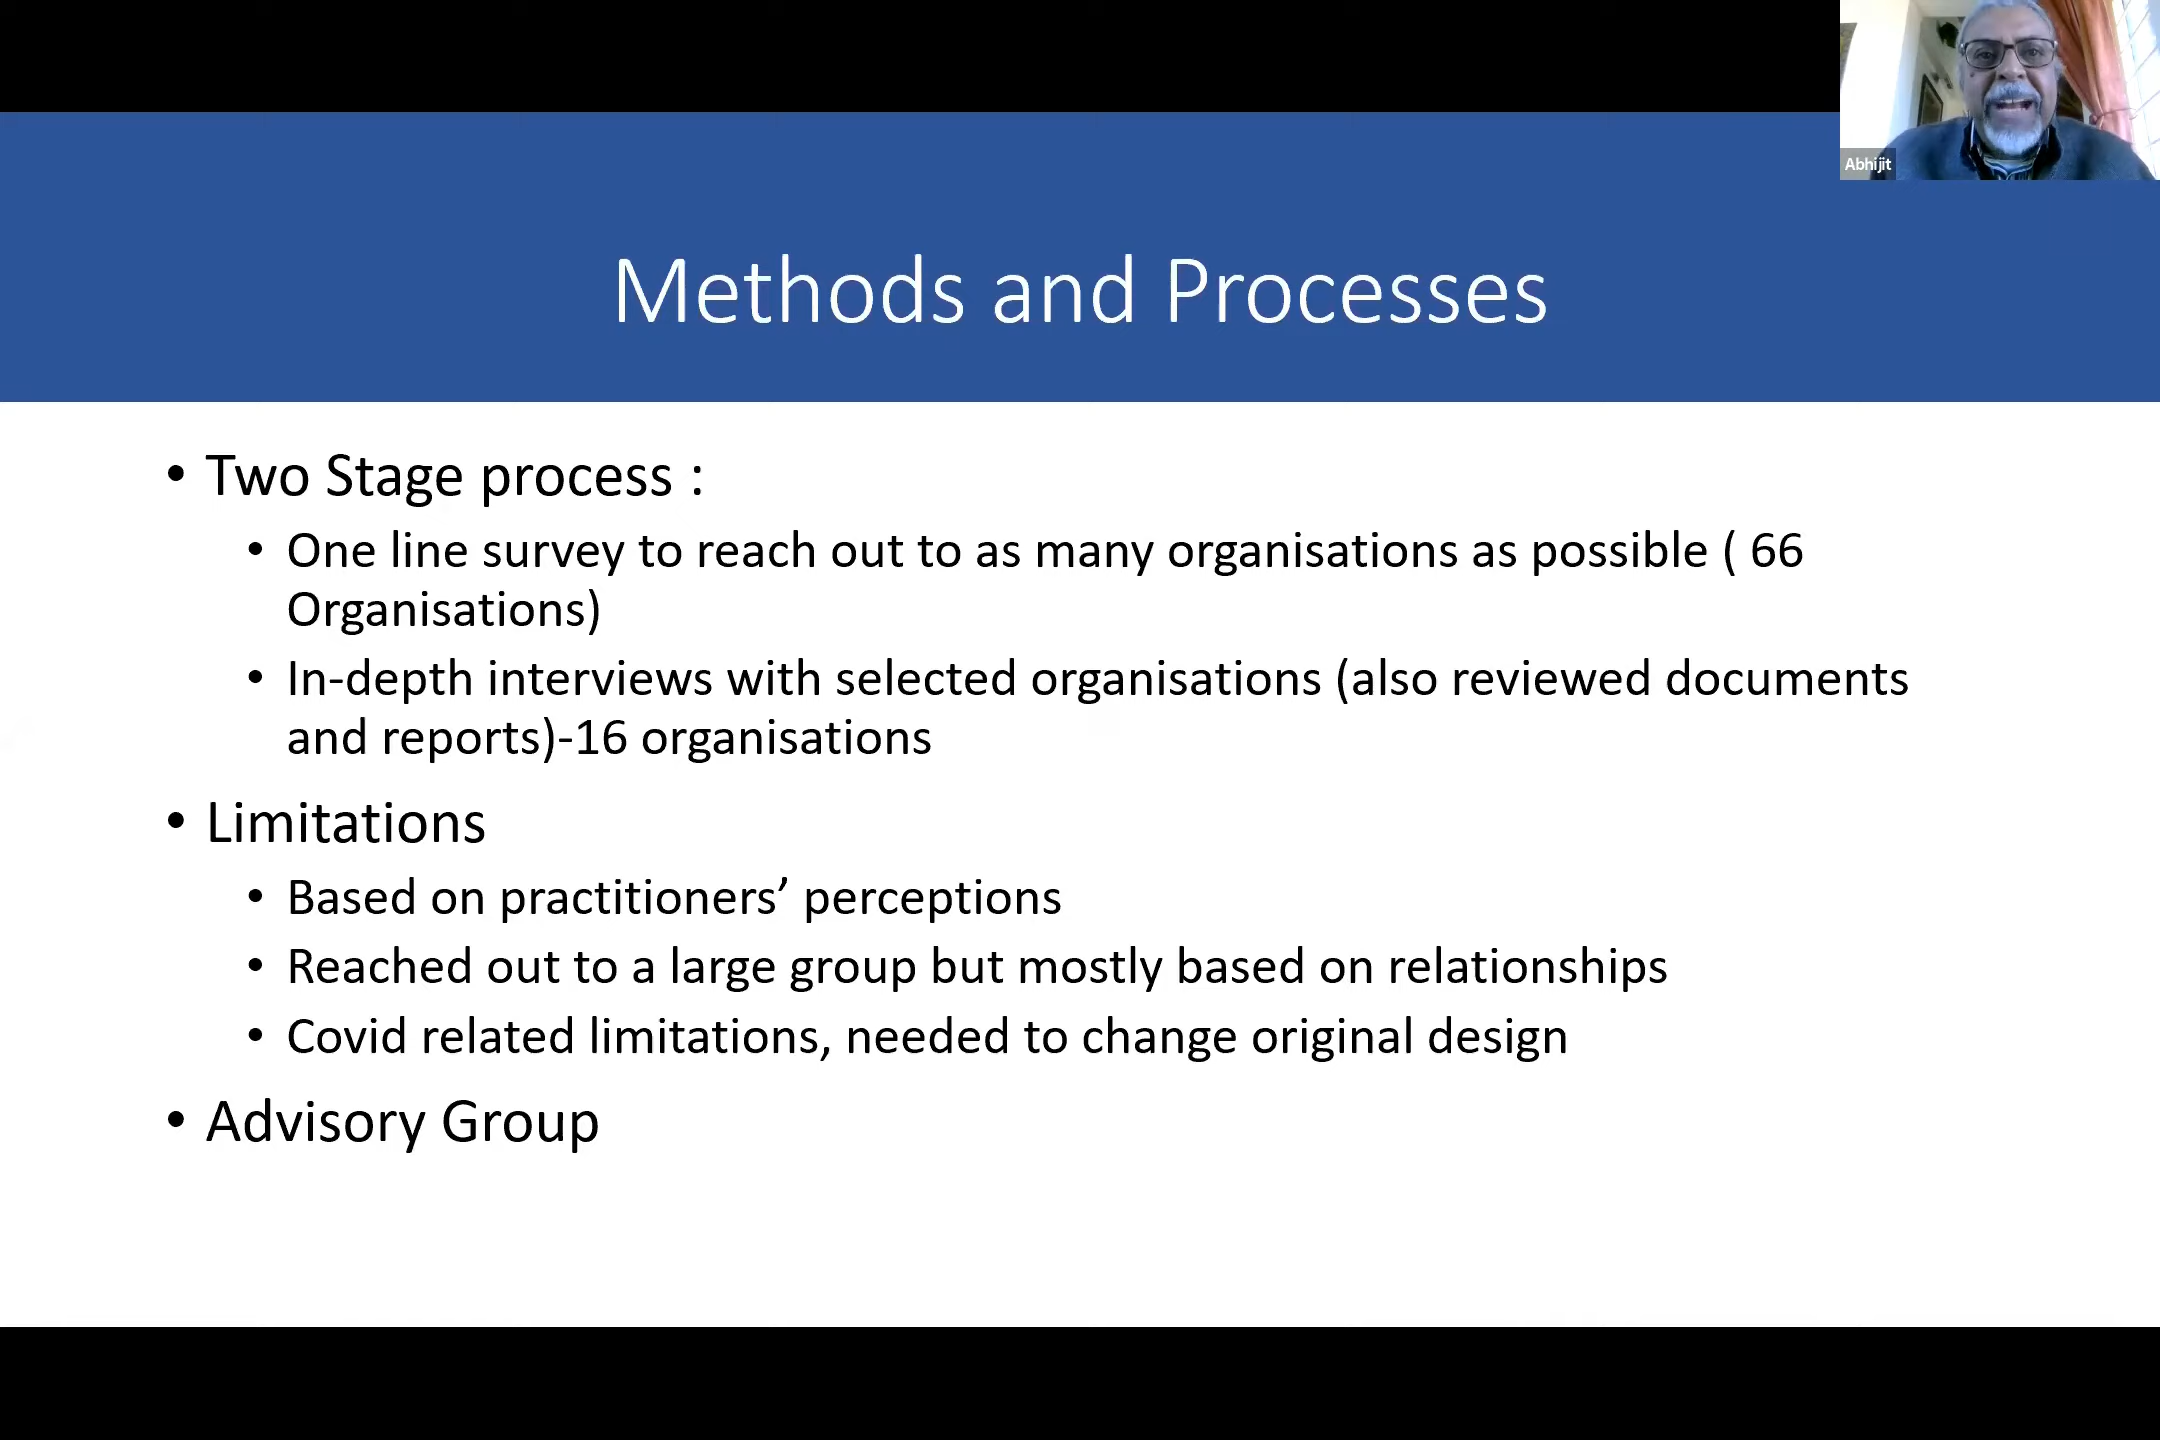 Abhijit
Methods and Processes
• Two Stage process :
• One line survey to reach out to as many organisations as possible ( 66
Organisations)
• In-depth interviews with selected organisations (also reviewed documents
and reports)-16 organisations
• Limitations
• Based on practitioners’ perceptions
• Reached out to a large group but mostly based on relationships
• Covid related limitations, needed to change original design
• Advisory Group